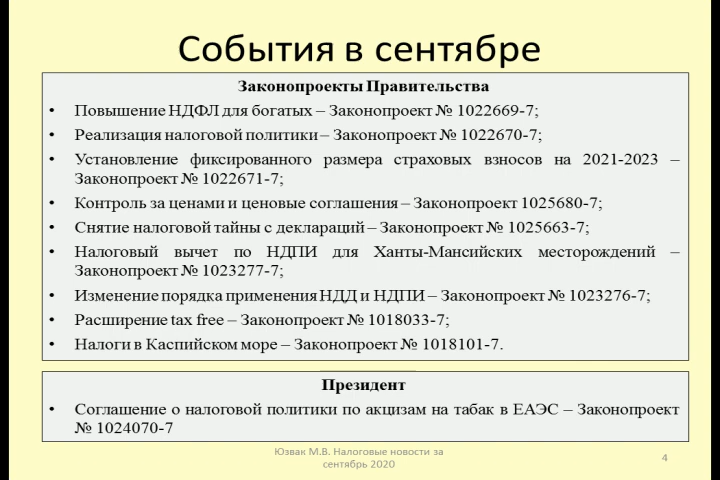 События в сентябре
Законопроекты Правительства
• Повышение НДФЛ для богатых – Законопроект № 1022669-7;
• Реализация налоговой политики – Законопроект № 1022670-7;
• Установление фиксированного размера страховых взносов на 2021-2023 –
Законопроект № 1022671-7;
• Контроль за ценами и ценовые соглашения – Законопроект 1025680-7;
• Снятие налоговой тайны с деклараций – Законопроект № 1025663-7;
• Налоговый вычет по НДПИ для Ханты-Мансийских месторождений –
Законопроект № 1023277-7;
• Изменение порядка применения НДД и НДПИ – Законопроект № 1023276-7;
• Расширение tax free – Законопроект № 1018033-7;
• Налоги в Каспийском море – Законопроект № 1018101-7.
Президент
• Соглашение о налоговой политики по акцизам на табак в ЕАЭС – Законопроект
№ 1024070-7
Юзвак М.В. Налоговые новости за
сентябрь 2020
4